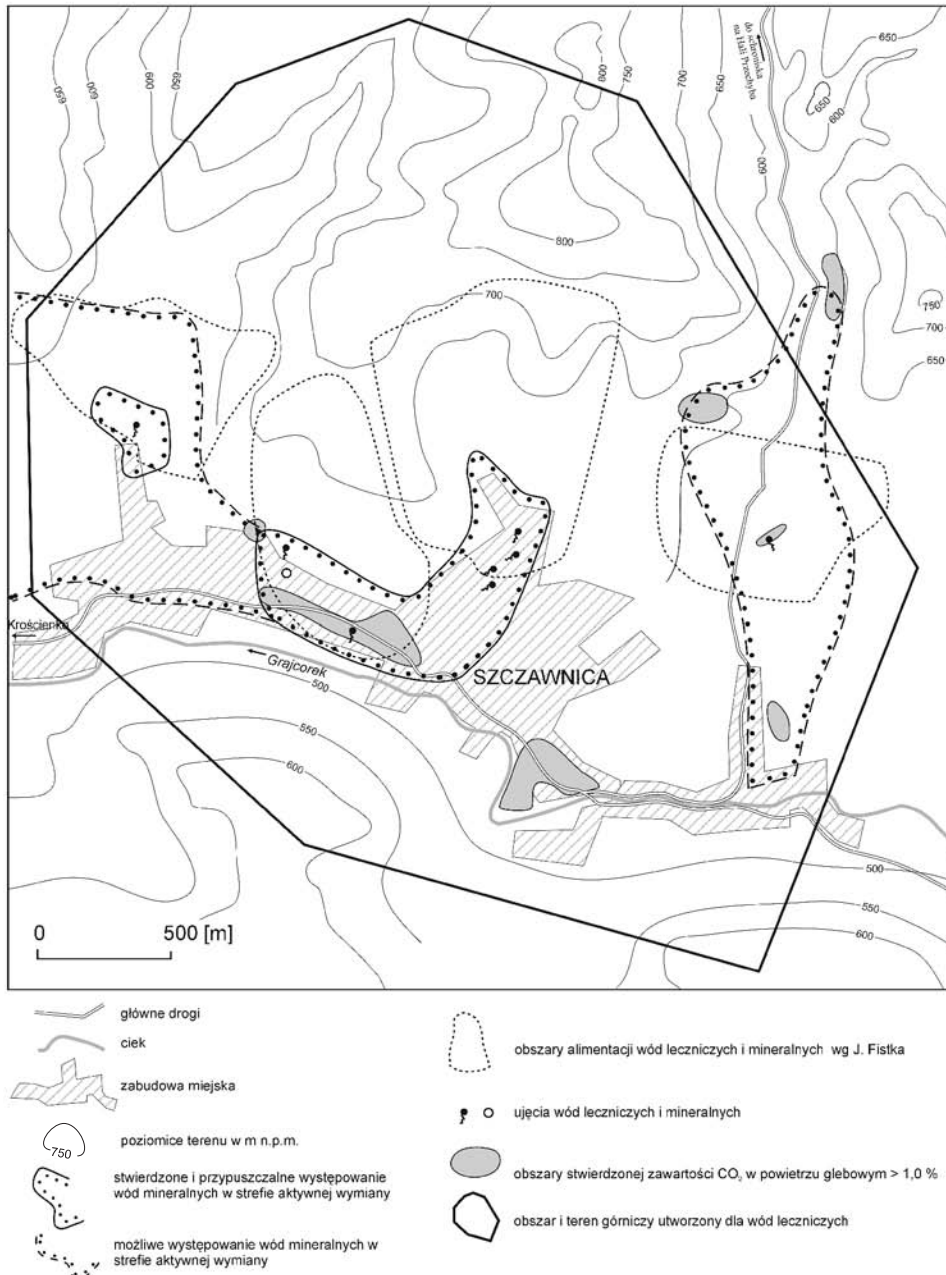 650
600
650
600
650
800
750
700
650
600
do schroniska
na Hali Przechyba
650
600
650
600
800
750
700
650
700
Krościenko
Grajcorek
SZCZAWNICA
500
550
600
500
550
600
0 500 [m]
główne drogi
ciek
zabudowa miejska
750
poziomice terenu w m n.p.m.
stwierdzone i przypuszczalne występowanie
wód mineralnych w strefie aktywnej wymiany
możliwe występowanie wód mineralnych w
strefie aktywnej wymiany
obszary alimentacji wód leczniczych i mineralnych wg J. Fistka
ujęcia wód leczniczych i mineralnych
obszary stwierdzonej zawartości CO₂ w powietrzu glebowym > 1,0 %
obszar i teren górniczy utworzony dla wód leczniczych